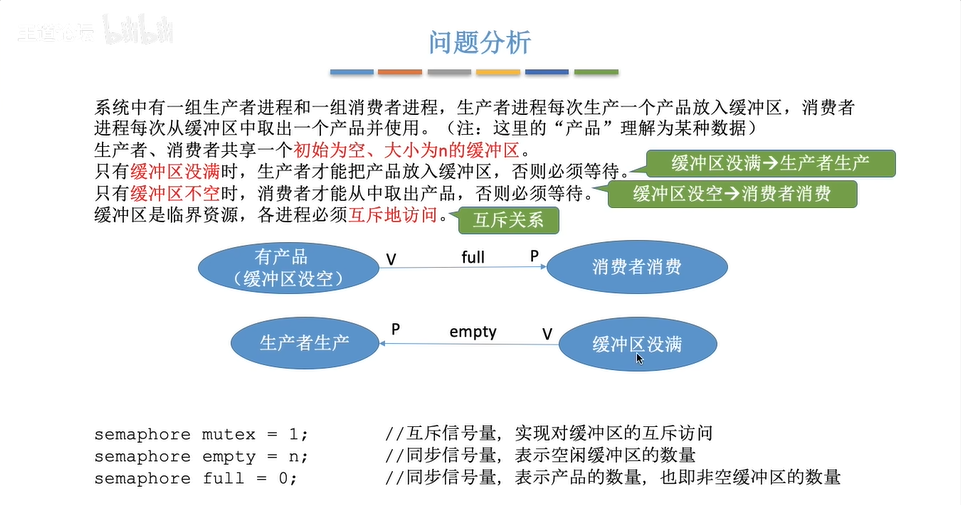 bilibili
问题分析
系统中有一组生产者进程和一组消费者进程，生产者进程每次生产一个产品放入缓冲区，消费者
进程每次从缓冲区中取出一个产品并使用。（注：这里的“产品”理解为某种数据）
生产者、消费者共享一个初始为空、大小为n的缓冲区。
只有缓冲区没满时，生产者才能把产品放入缓冲区，否则必须等待。
缓冲区没满→生产者生产
只有缓冲区不空时，消费者才能从中取出产品，否则必须等待。
缓冲区没空→消费者消费
缓冲区是临界资源，各进程必须互斥地访问。
互斥关系
有产品
（缓冲区没空）
V
full
P
消费者消费
生产者生产
P
empty
V
缓冲区没满
semaphore mutex = 1; //互斥信号量，实现对缓冲区的互斥访问
semaphore empty = n; //同步信号量，表示空闲缓冲区的数量
semaphore full = 0; //同步信号量，表示产品的数量，也即非空缓冲区的数量